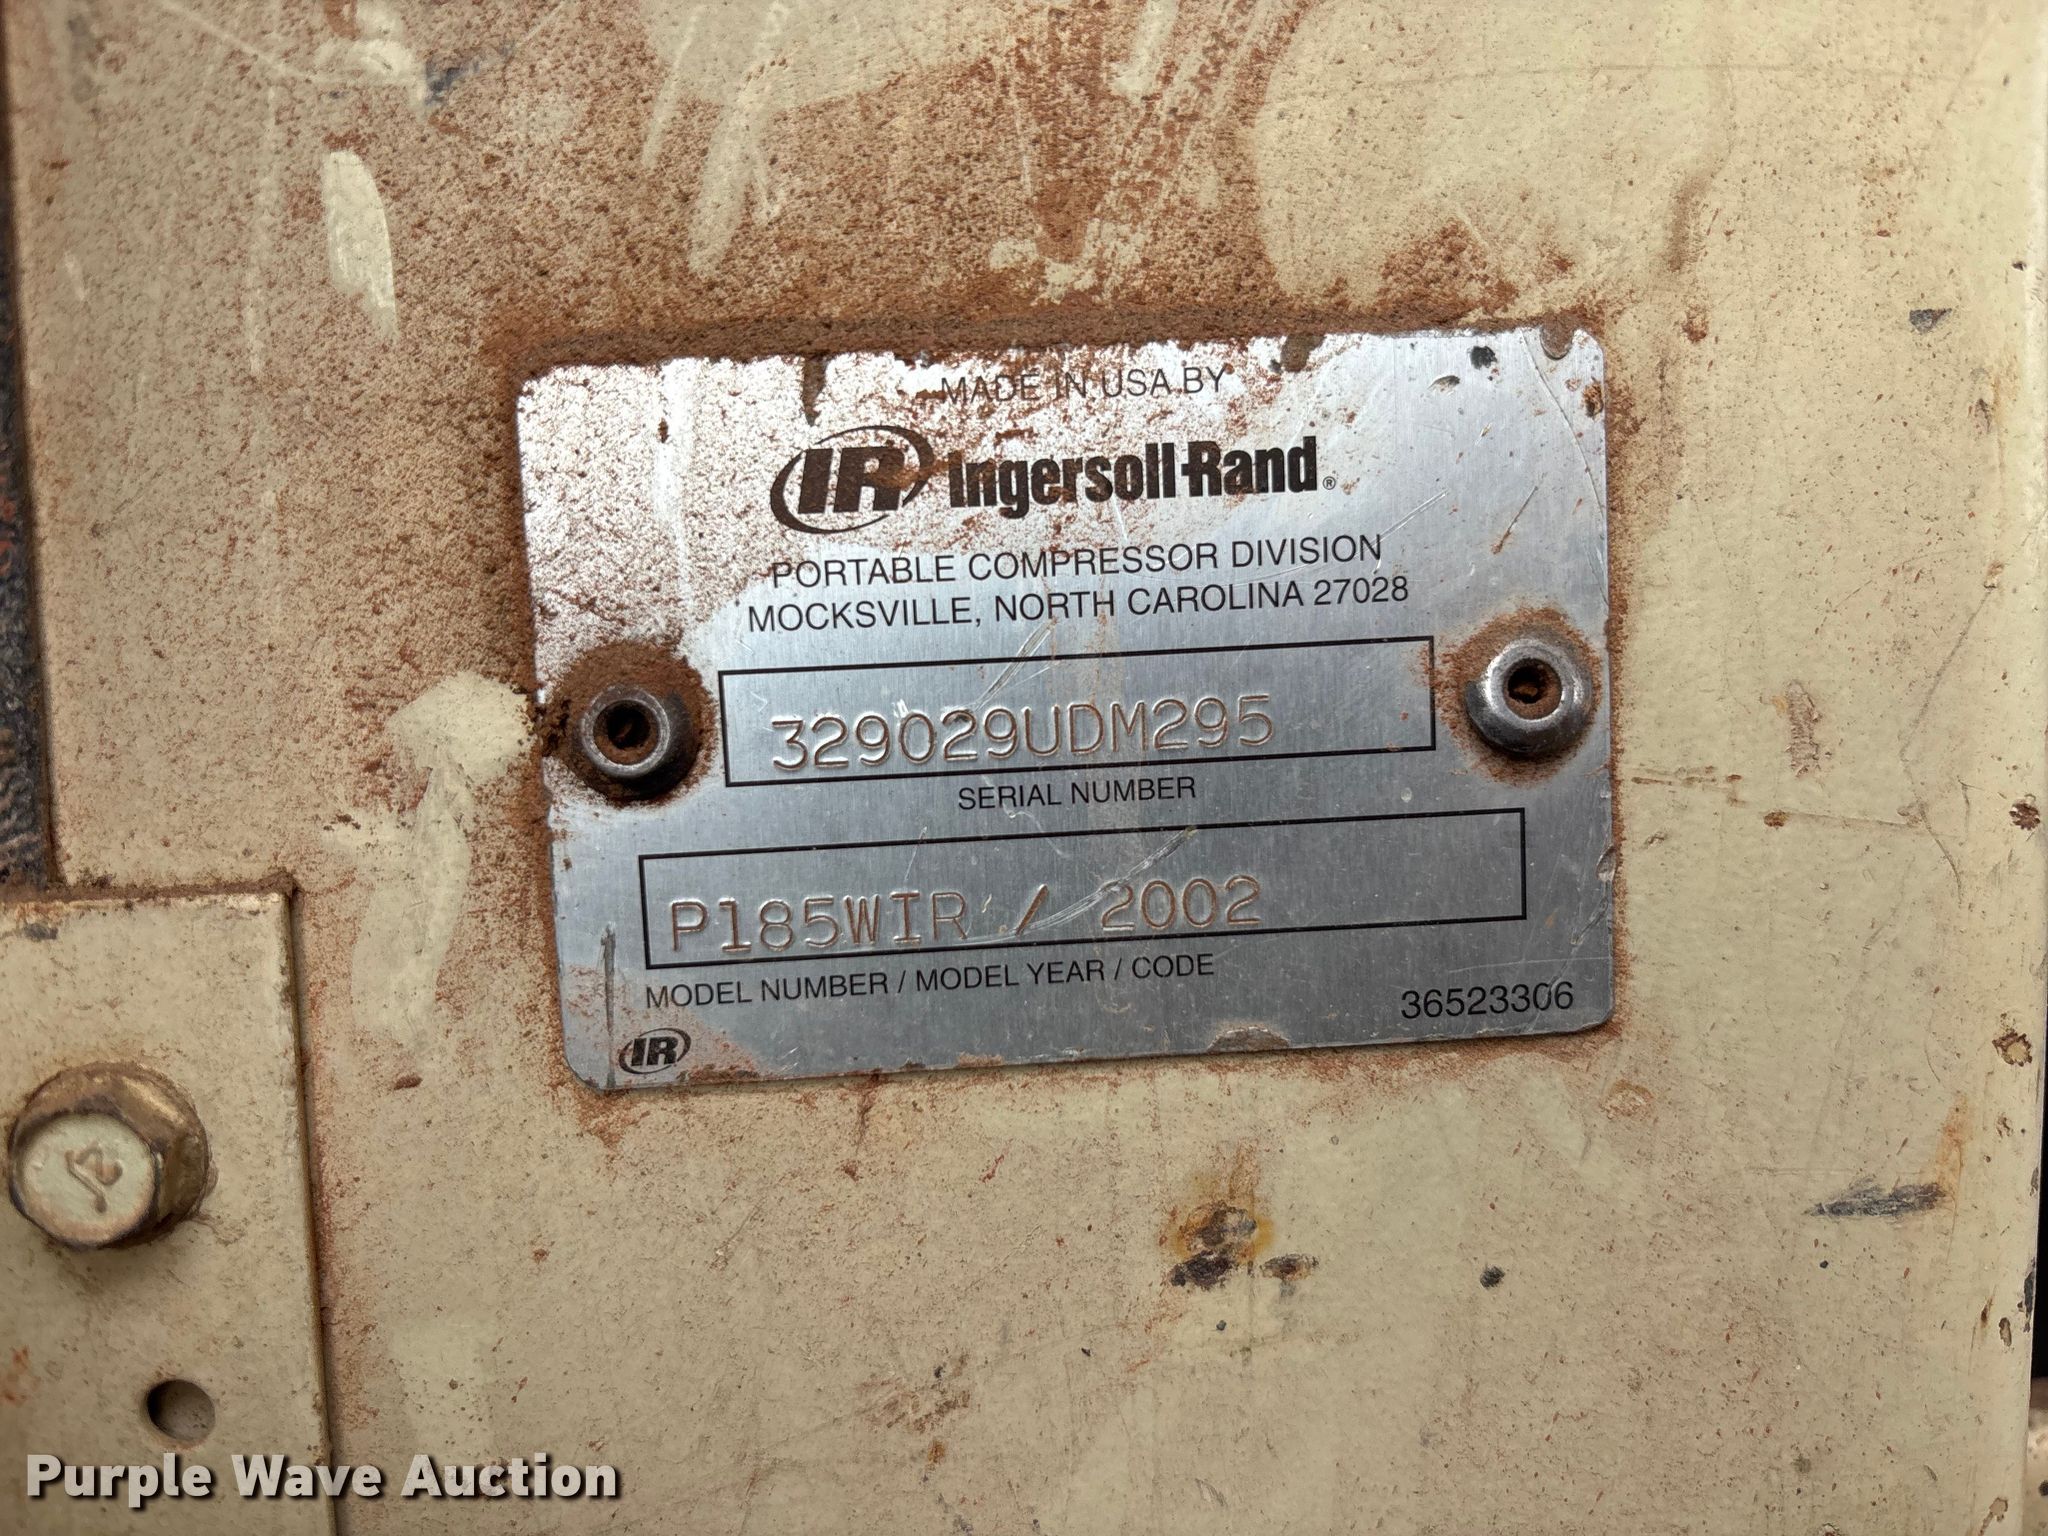 MADE IN USA BY
IR Ingersoll-Rand®
PORTABLE COMPRESSOR DIVISION
MOCKSVILLE, NORTH CAROLINA 27028
329029UDM295
SERIAL NUMBER
P185WIR / 2002
MODEL NUMBER / MODEL YEAR / CODE
36523306
IR
Purple Wave Auction